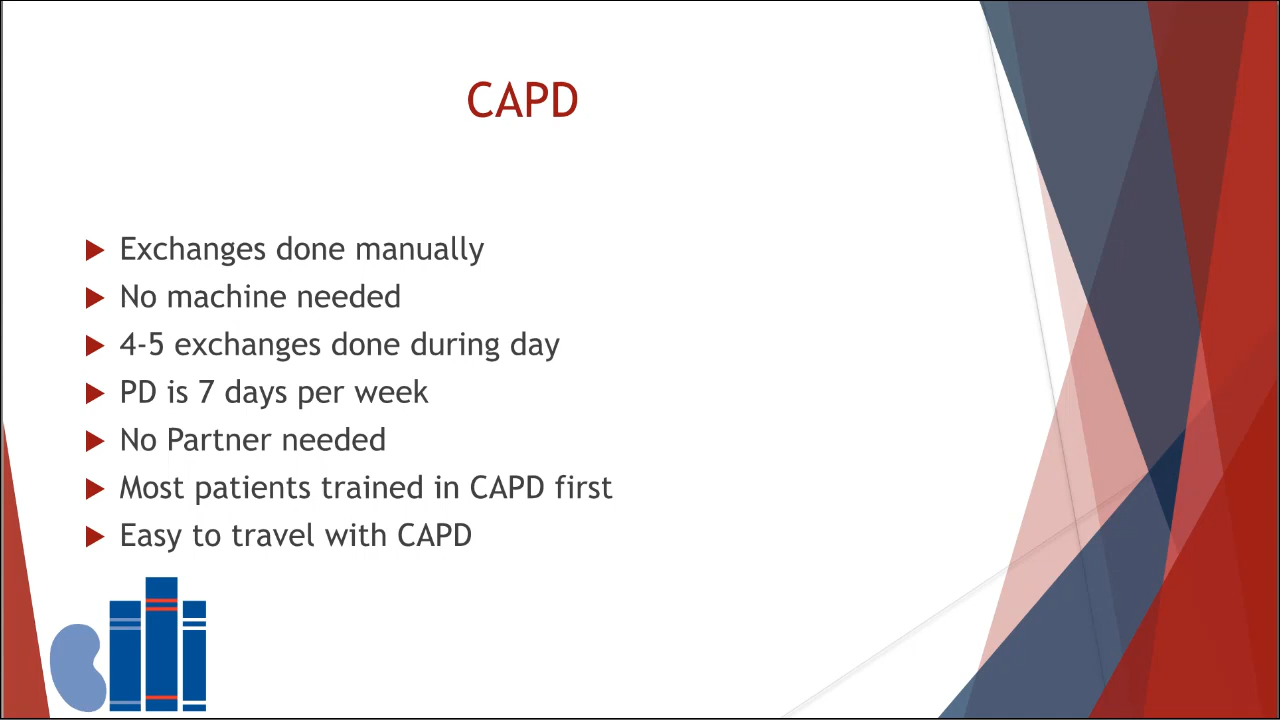 CAPD
Exchanges done manually
No machine needed
4-5 exchanges done during day
PD is 7 days per week
No Partner needed
Most patients trained in CAPD first
Easy to travel with CAPD